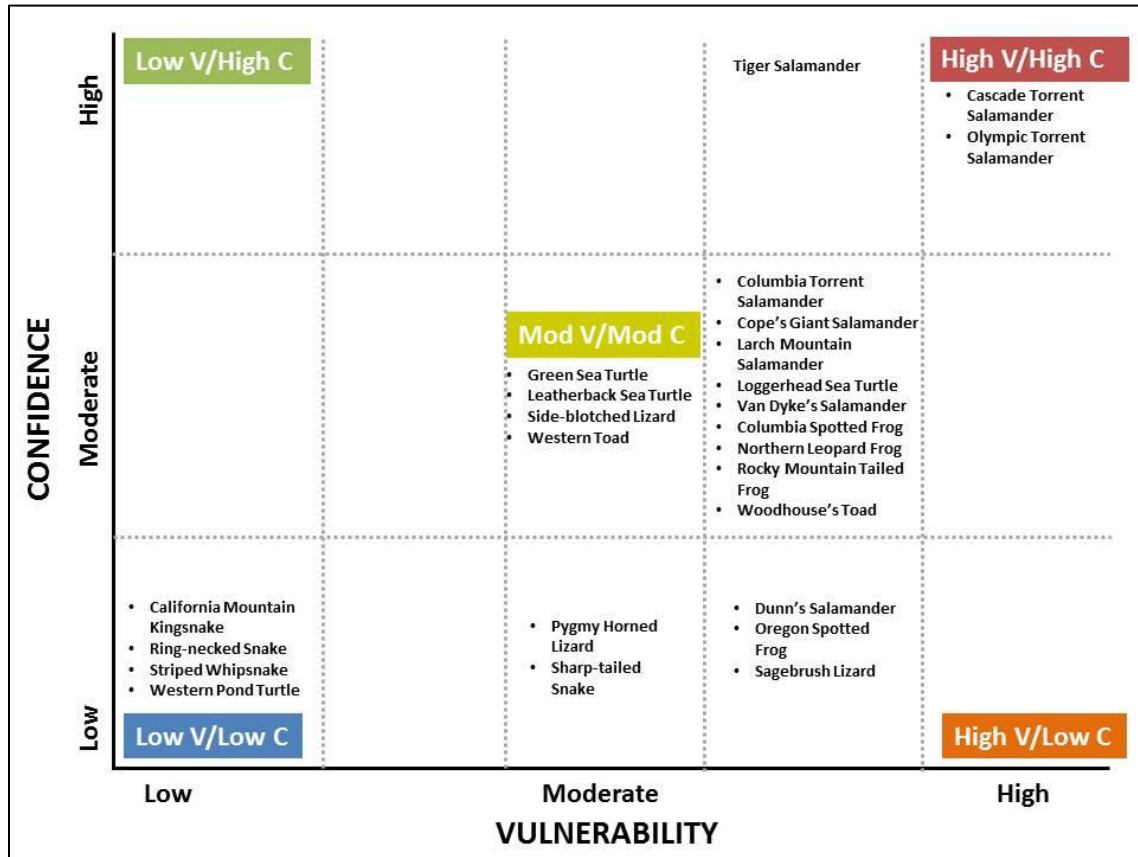 Low V/High C
Tiger Salamander
High V/High C
• Cascade Torrent
Salamander
• Olympic Torrent
Salamander
High
CONFIDENCE
Moderate
Mod V/Mod C
• Green Sea Turtle
• Leatherback Sea Turtle
• Side-blotched Lizard
• Western Toad
• Columbia Torrent
Salamander
• Cope's Giant Salamander
• Larch Mountain
Salamander
• Loggerhead Sea Turtle
• Van Dyke's Salamander
• Columbia Spotted Frog
• Northern Leopard Frog
• Rocky Mountain Tailed
Frog
• Woodhouse's Toad
Low
• California Mountain
Kingsnake
• Ring-necked Snake
• Striped Whipsnake
• Western Pond Turtle
• Pygmy Horned
Lizard
• Sharp-tailed
Snake
• Dunn's Salamander
• Oregon Spotted
Frog
• Sagebrush Lizard
Low V/Low C
High V/Low C
Low
Moderate
High
VULNERABILITY